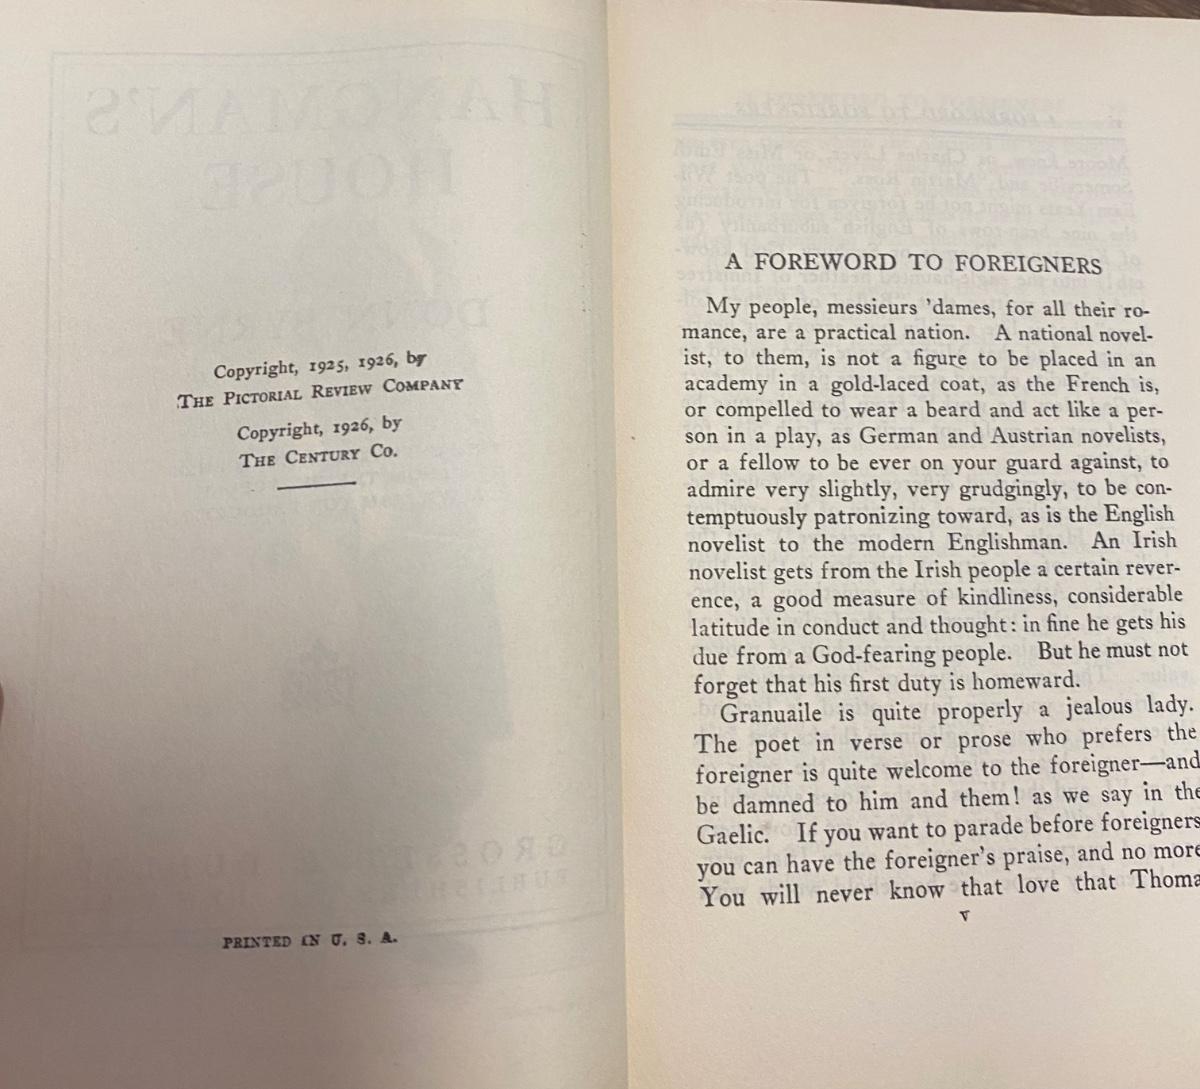 Copyright, 1925, 1926, by
THE PICTORIAL REVIEW COMPANY
Copyright, 1926, by
THE CENTURY CO.
PRINTED IN U. S. A.
HANGMAN'S
HOUSE
A FOREWORD TO FOREIGNERS
My people, messieurs 'dames, for all their ro-
mance, are a practical nation. A national novel-
ist, to them, is not a figure to be placed in an
academy in a gold-laced coat, as the French is,
or compelled to wear a beard and act like a per-
son in a play, as German and Austrian novelists,
or a fellow to be ever on your guard against, to
admire very slightly, very grudgingly, to be con-
temptuously patronizing toward, as is the English
novelist to the modern Englishman. An Irish
novelist gets from the Irish people a certain rever-
ence, a good measure of kindliness, considerable
latitude in conduct and thought: in fine he gets his
due from a God-fearing people. But he must not
forget that his first duty is homeward.
Granuaile is quite properly a jealous lady.
The poet in verse or prose who prefers the
foreigner is quite welcome to the foreigner—and
be damned to him and them! as we say in the
Gaelic. If you want to parade before foreigners
you can have the foreigner's praise, and no more
You will never know that love that Thoma
v